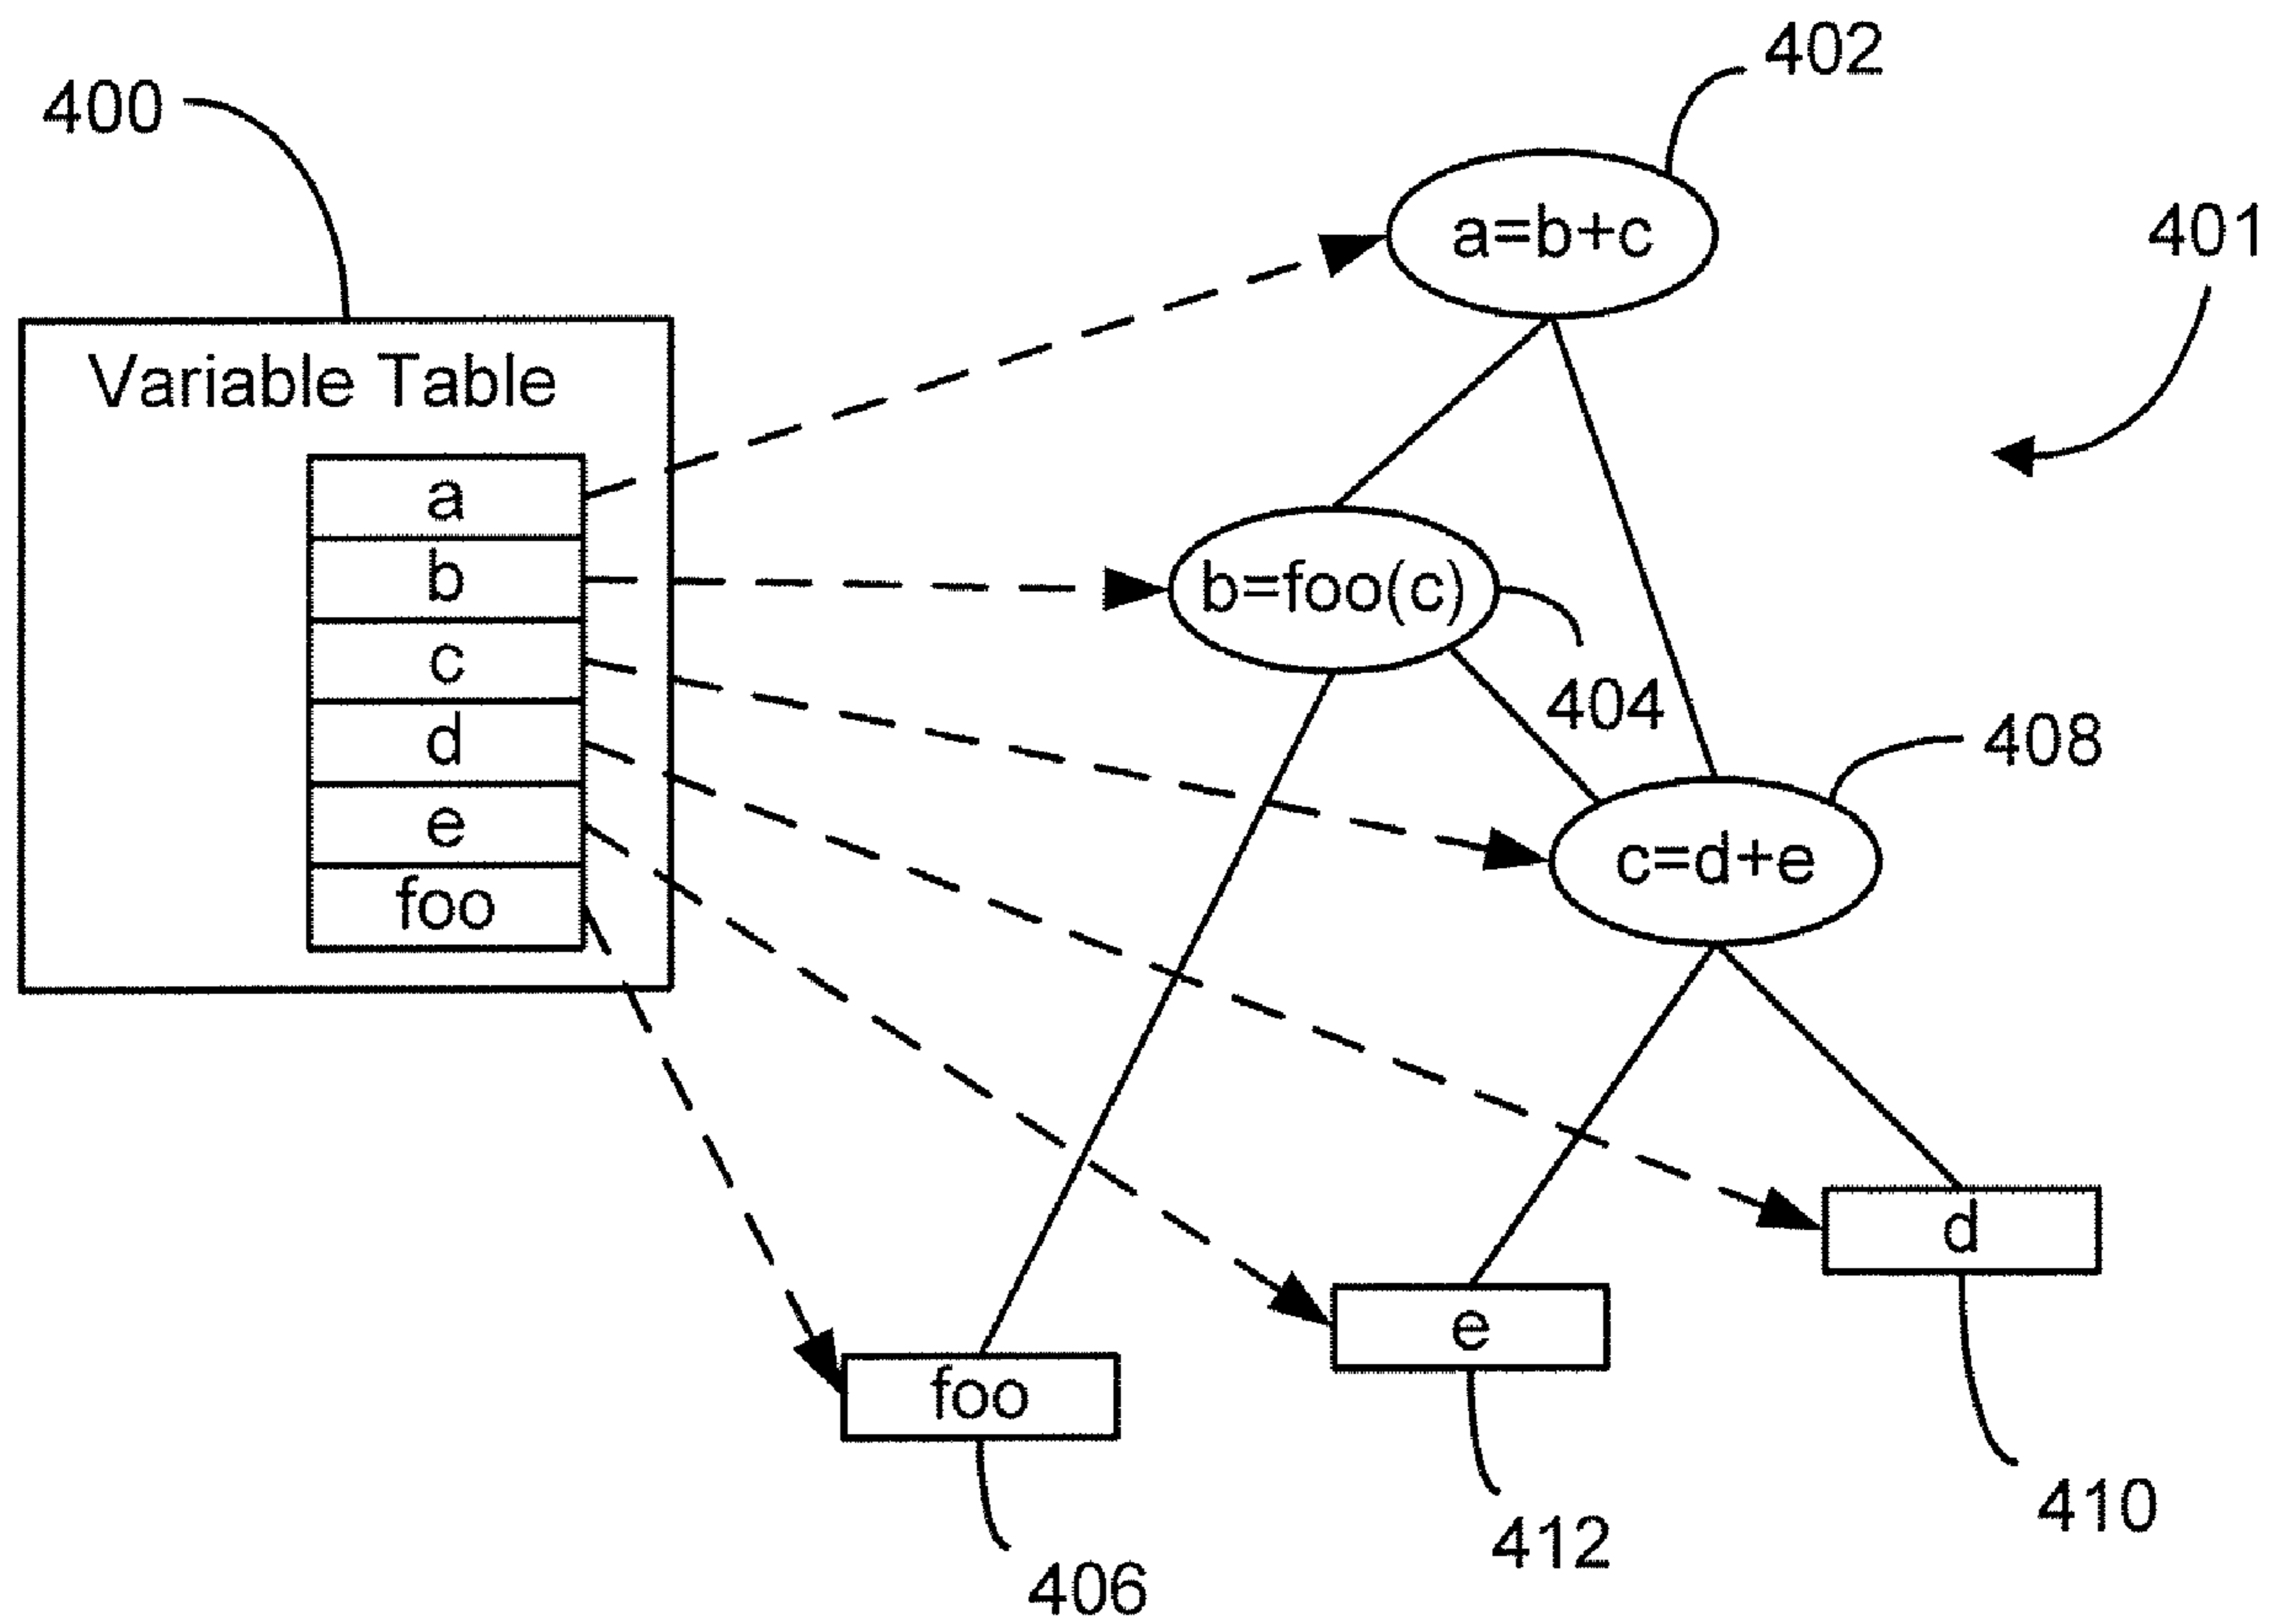 402
400
a=b+c
401
Variable Table
a
b
b=foo(c)
c
404
d
408
e
c=d+e
foo
d
e
foo
410
412
406